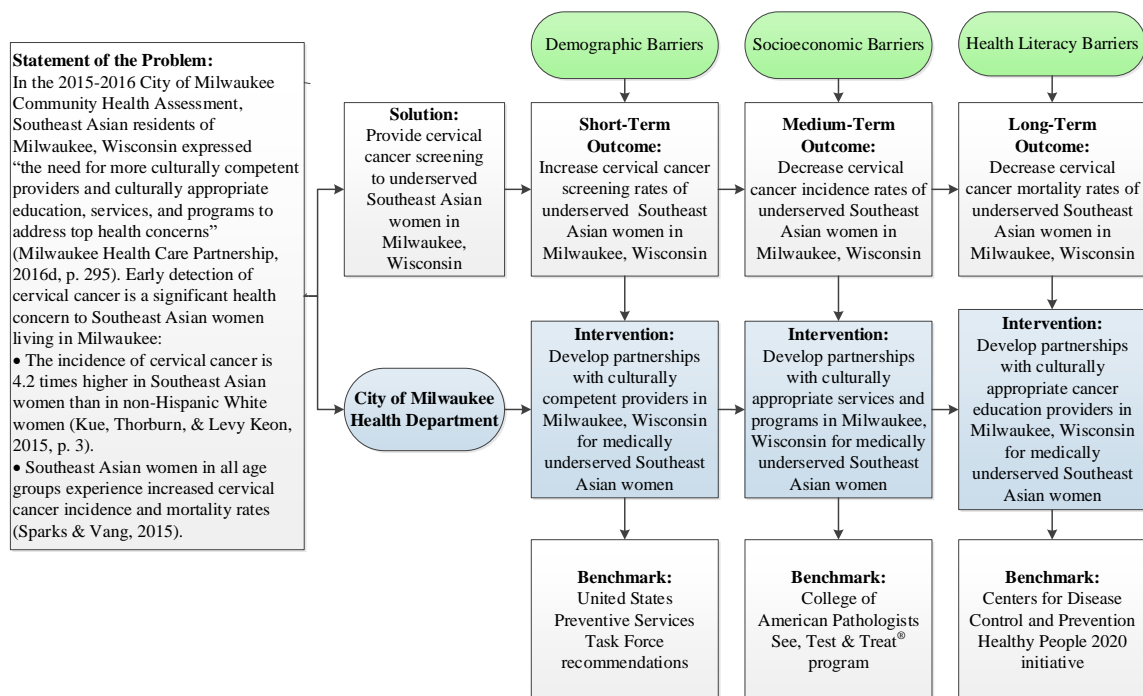 Statement of the Problem:
In the 2015-2016 City of Milwaukee
Community Health Assessment,
Southeast Asian residents of
Milwaukee, Wisconsin expressed
“the need for more culturally competent
providers and culturally appropriate
education, services, and programs to
address top health concerns”
(Milwaukee Health Care Partnership,
2016d, p. 295). Early detection of
cervical cancer is a significant health
concern to Southeast Asian women
living in Milwaukee:
• The incidence of cervical cancer is
4.2 times higher in Southeast Asian
women than in non-Hispanic White
women (Kue, Thorburn, & Levy Keon,
2015, p. 3).
• Southeast Asian women in all age
groups experience increased cervical
cancer incidence and mortality rates
(Sparks & Vang, 2015).
Solution:
Provide cervical
cancer screening
to underserved
Southeast Asian
women in
Milwaukee,
Wisconsin
City of Milwaukee
Health Department
Demographic Barriers
Short-Term
Outcome:
Increase cervical cancer
screening rates of
underserved Southeast
Asian women in
Milwaukee, Wisconsin
Intervention:
Develop partnerships
with culturally
competent providers in
Milwaukee, Wisconsin
for medically
underserved Southeast
Asian women
Benchmark:
United States
Preventive Services
Task Force
recommendations
Socioeconomic Barriers
Medium-Term
Outcome:
Decrease cervical
cancer incidence rates of
underserved Southeast
Asian women in
Milwaukee, Wisconsin
Intervention:
Develop partnerships
with culturally
appropriate services and
programs in Milwaukee,
Wisconsin for medically
underserved Southeast
Asian women
Benchmark:
College of
American Pathologists
See, Test & Treat®
program
Health Literacy Barriers
Long-Term
Outcome:
Decrease cervical
cancer mortality rates of
underserved Southeast
Asian women in
Milwaukee, Wisconsin
Intervention:
Develop partnerships
with culturally
appropriate cancer
education providers in
Milwaukee, Wisconsin
for medically
underserved Southeast
Asian women
Benchmark:
Centers for Disease
Control and Prevention
Healthy People 2020
initiative